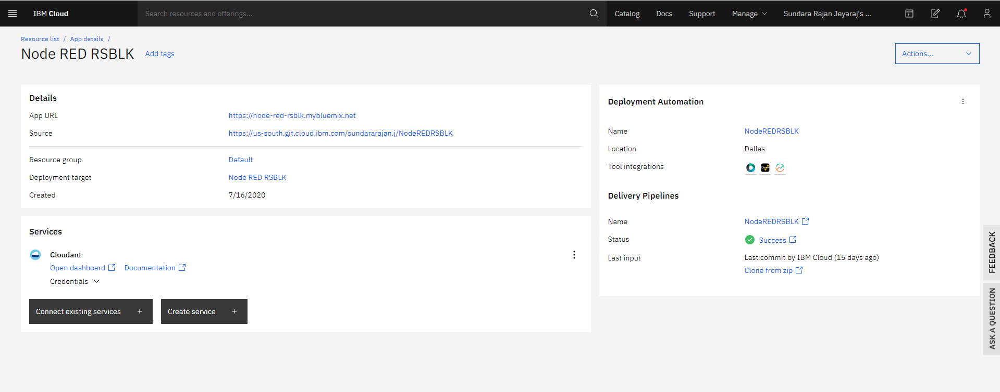 IBM Cloud
Search resources and offerings...
Catalog
Docs
Support
Manage
Sundara Rajan Jeyaraj's ...
Resource list / App details /
Node RED RSBLK
Add tags
Actions...
Details
App URL https://node-red-rsblk.mybluemix.net
Source https://us-south.git.cloud.ibm.com/sundararajan.j/NodeREDRSBLK
Resource group Default
Deployment target Node RED RSBLK
Created 7/16/2020
Services
Cloudant
Open dashboard Documentation
Credentials
Connect existing services +
Create service +
Deployment Automation
Name NodeREDRSBLK
Location Dallas
Tool integrations
Delivery Pipelines
Name NodeREDRSBLK
Status Success
Last input Last commit by IBM Cloud (15 days ago)
Clone from zip
FEEDBACK
ASK A QUESTION